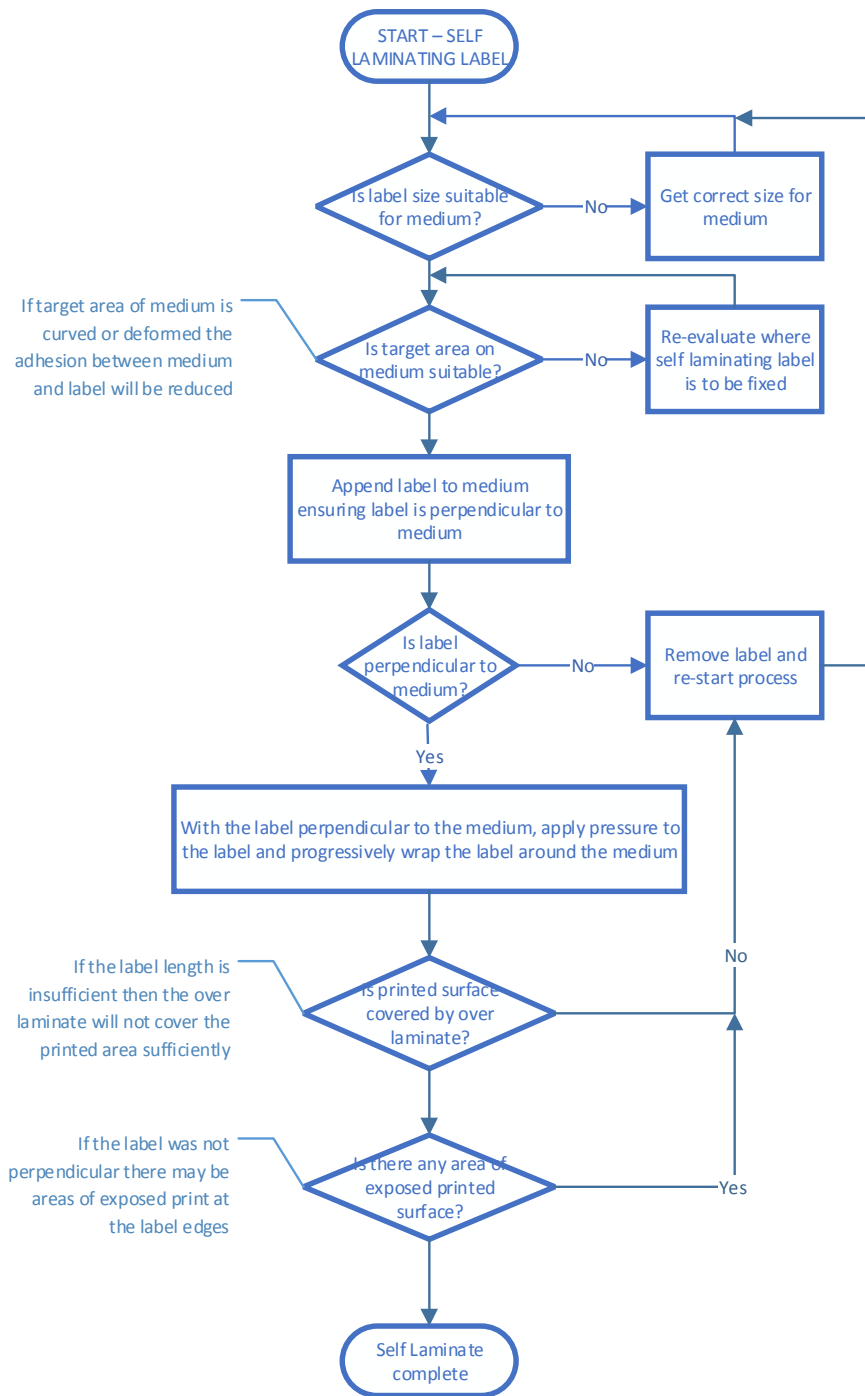 START – SELF
LAMINATING LABEL
Is label size suitable
for medium?
No
Get correct size for
medium
If target area of medium is
curved or deformed the
adhesion between medium
and label will be reduced
Is target area on
medium suitable?
No
Re-evaluate where
self laminating label
is to be fixed
Append label to medium
ensuring label is perpendicular to
medium
Is label
perpendicular to
medium?
No
Remove label and
re-start process
Yes
With the label perpendicular to the medium, apply pressure to
the label and progressively wrap the label around the medium
If the label length is
insufficient then the over
laminate will not cover the
printed area sufficiently
Is printed surface
covered by over
laminate?
No
If the label was not
perpendicular there may be
areas of exposed print at
the label edges
Is there any area of
exposed printed
surface?
Yes
Self Laminate
complete